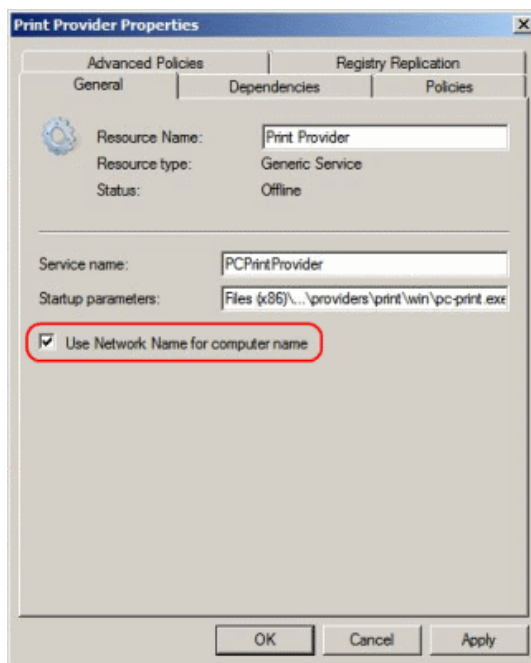 Print Provider Properties
Advanced Policies Registry Replication
General Dependencies Policies
Resource Name: Print Provider
Resource type: Generic Service
Status: Offline
Service name: PCPrintProvider
Startup parameters: Files (x86)\...\providers\print\win\pc-print.exe
Use Network Name for computer name
OK Cancel Apply